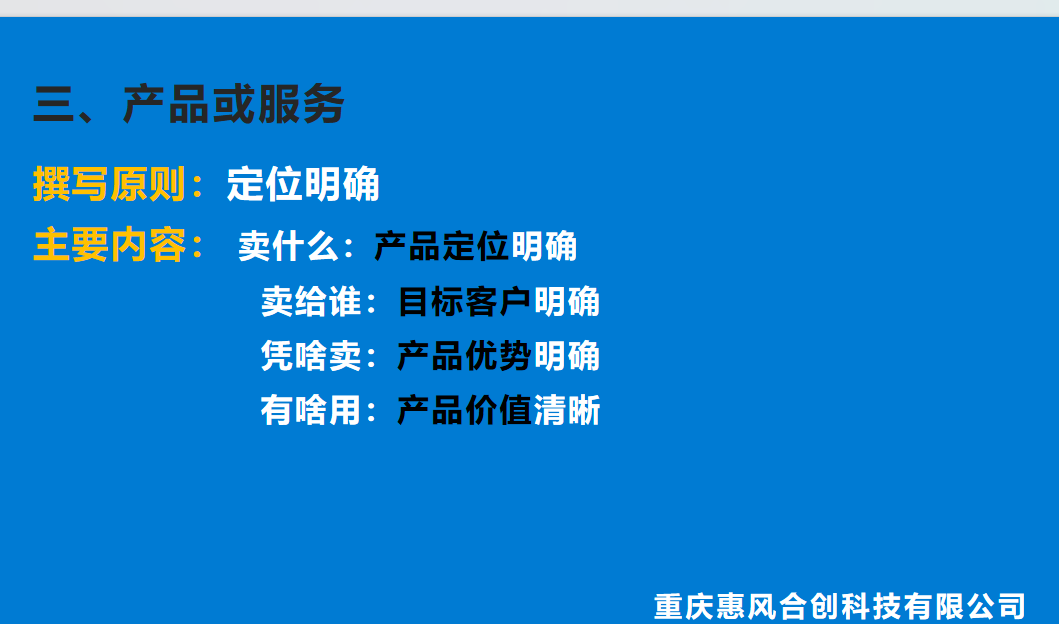 三、产品或服务
撰写原则：定位明确
主要内容： 卖什么：产品定位明确
卖给谁：目标客户明确
凭啥卖：产品优势明确
有啥用：产品价值清晰
重庆惠风合创科技有限公司